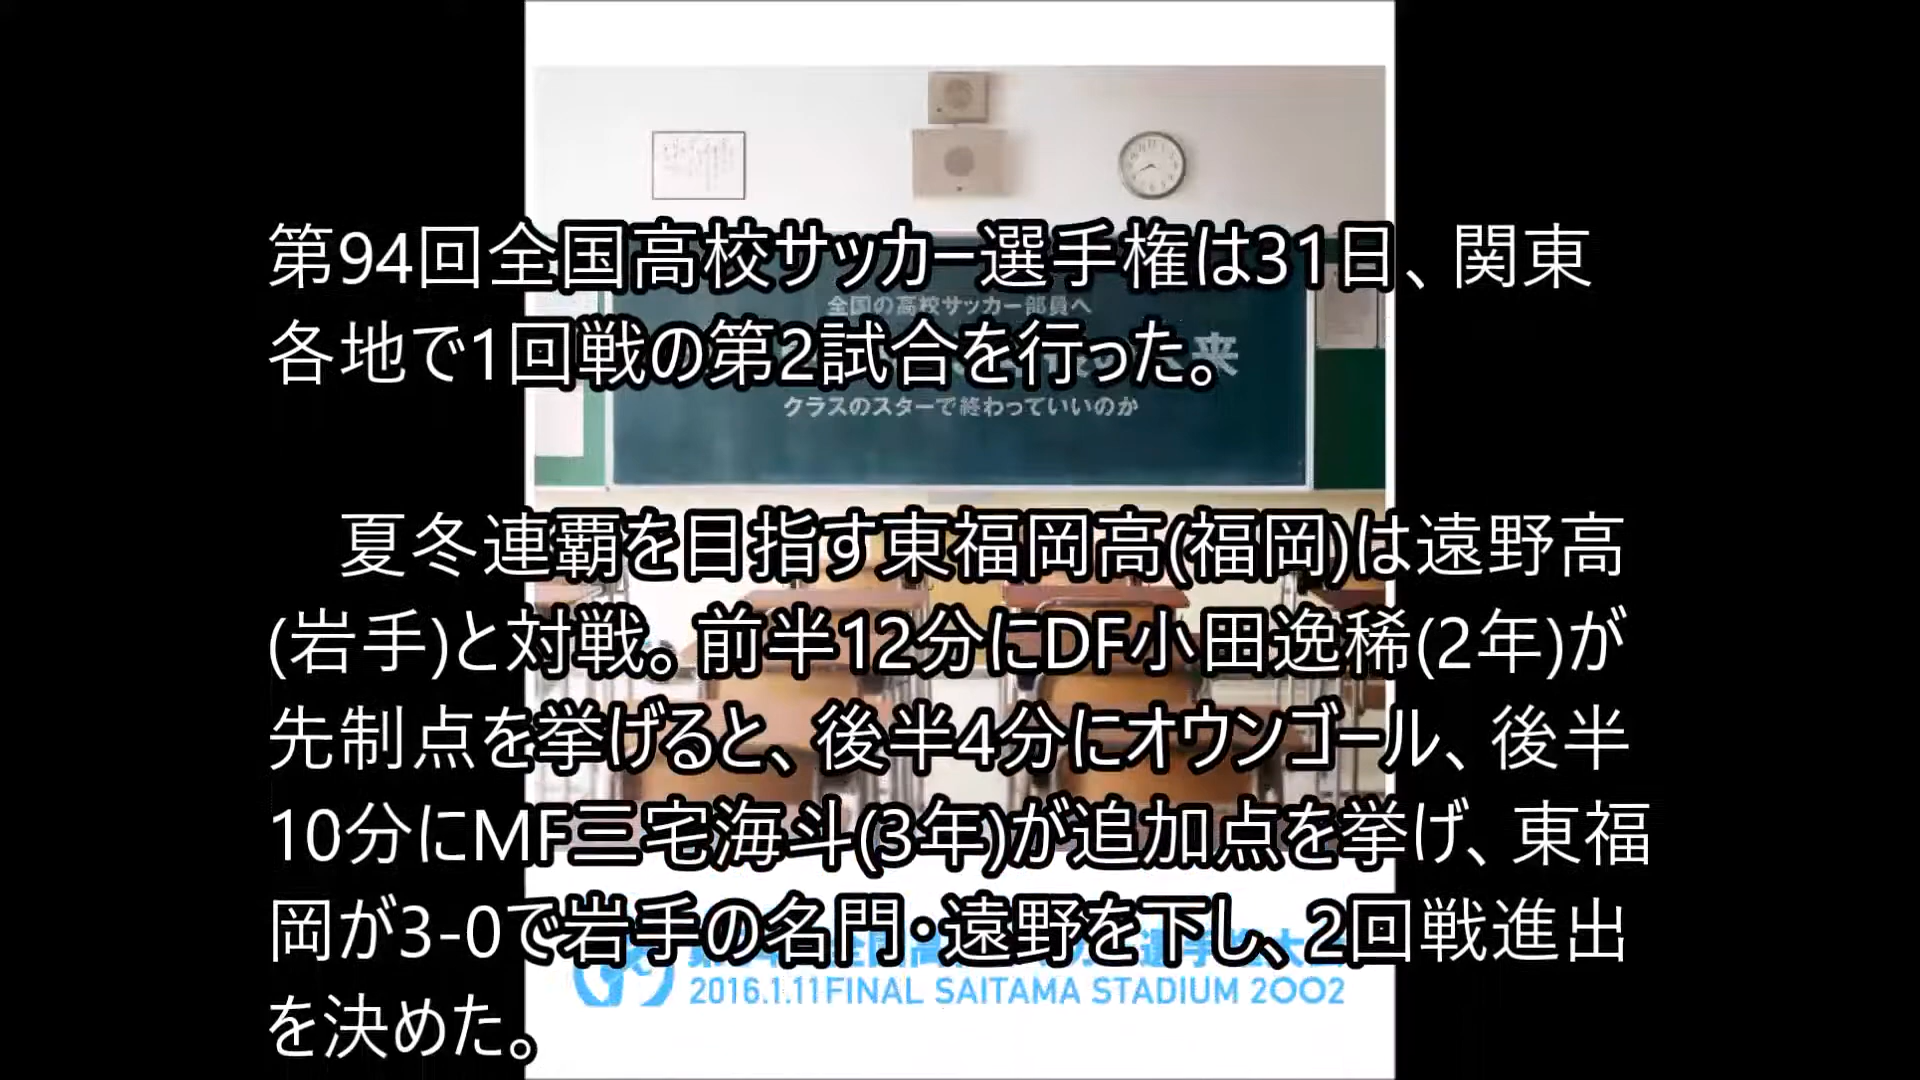 第94回全国高校サッカー選手権は31日、関東
全国の高校サッカー部員へ
各地で1回戦の第2試合を行った。
来
クラスのスターで終わっていいのか
夏冬連覇を目指す東福岡高(福岡)は遠野高
(岩手)と対戦。前半12分にDF小田逸稀(2年)が
先制点を挙げると、後半4分にオウンゴール、後半
10分にMF三宅海斗(3年)が追加点を挙げ、東福
岡が3-0で岩手の名門・遠野を下し、2回戦進出
2016.1.11 FINAL SAITAMA STADIUM 2002
を決めた。